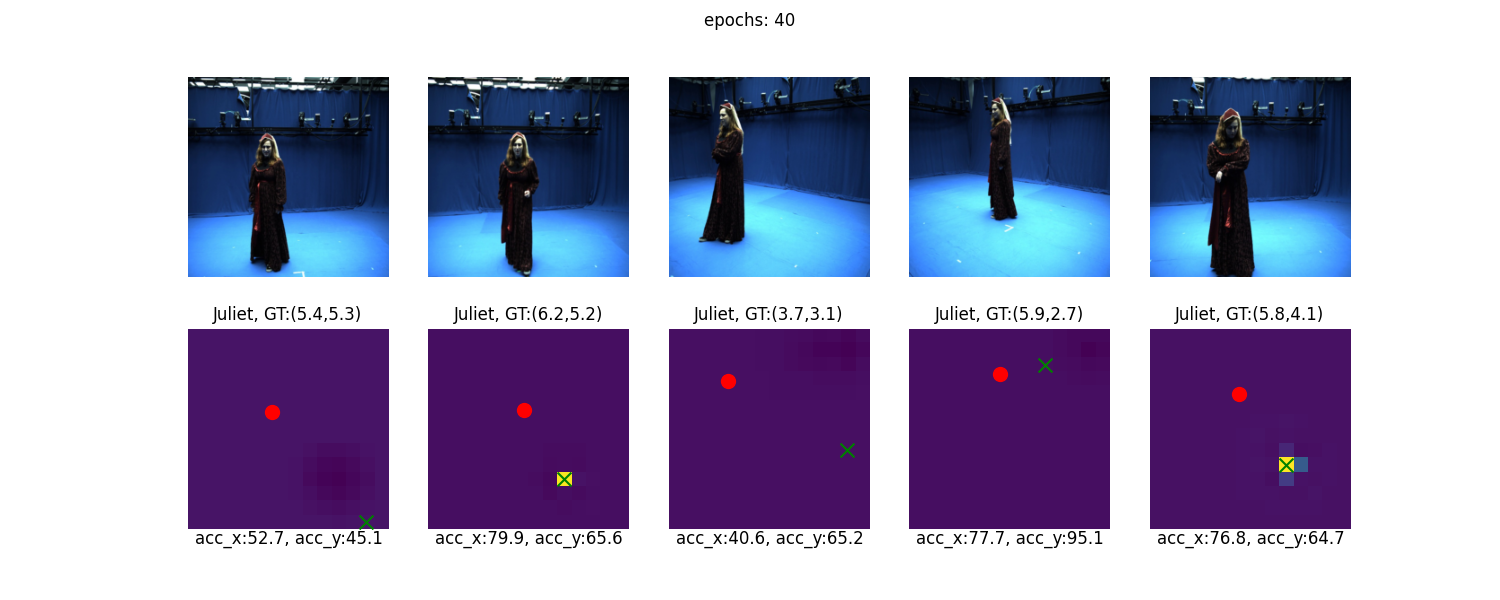 epochs: 40
Juliet, GT:(5.4,5.3)
Juliet, GT:(6.2,5.2)
Juliet, GT:(3.7,3.1)
Juliet, GT:(5.9,2.7)
Juliet, GT:(5.8,4.1)
acc_x:52.7, acc_y:45.1
acc_x:79.9, acc_y:65.6
acc_x:40.6, acc_y:65.2
acc_x:77.7, acc_y:95.1
acc_x:76.8, acc_y:64.7